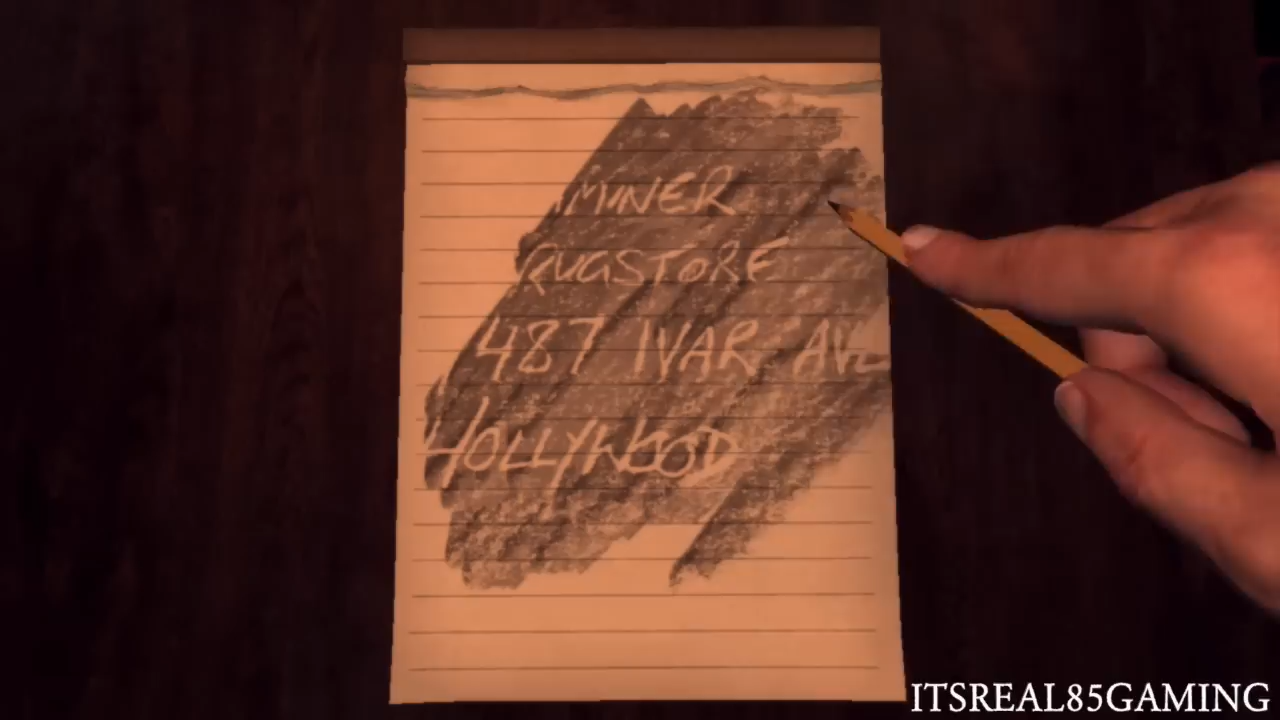 MINER
RUGSTORE
487 IVAR AVE
HOLLYWOOD
ITSREAL85GAMING